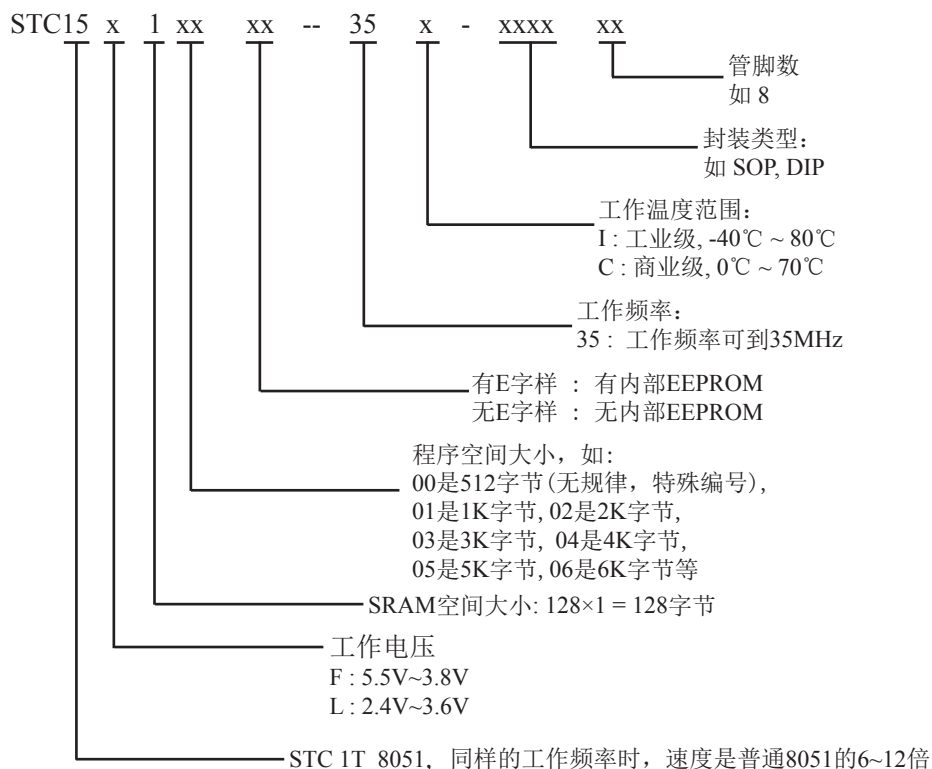 STC15 x 1 xx xx -- 35 x - xxxx xx
管脚数
如 8
封装类型：
如 SOP, DIP
工作温度范围：
I : 工业级, -40℃ ~ 80℃
C : 商业级, 0℃ ~ 70℃
工作频率：
35 : 工作频率可到35MHz
有E字样 : 有内部EEPROM
无E字样 : 无内部EEPROM
程序空间大小，如:
00是512字节(无规律，特殊编号),
01是1K字节, 02是2K字节,
03是3K字节, 04是4K字节,
05是5K字节, 06是6K字节等
SRAM空间大小: 128×1 = 128字节
工作电压
F : 5.5V~3.8V
L : 2.4V~3.6V
STC 1T 8051, 同样的工作频率时，速度是普通8051的6~12倍